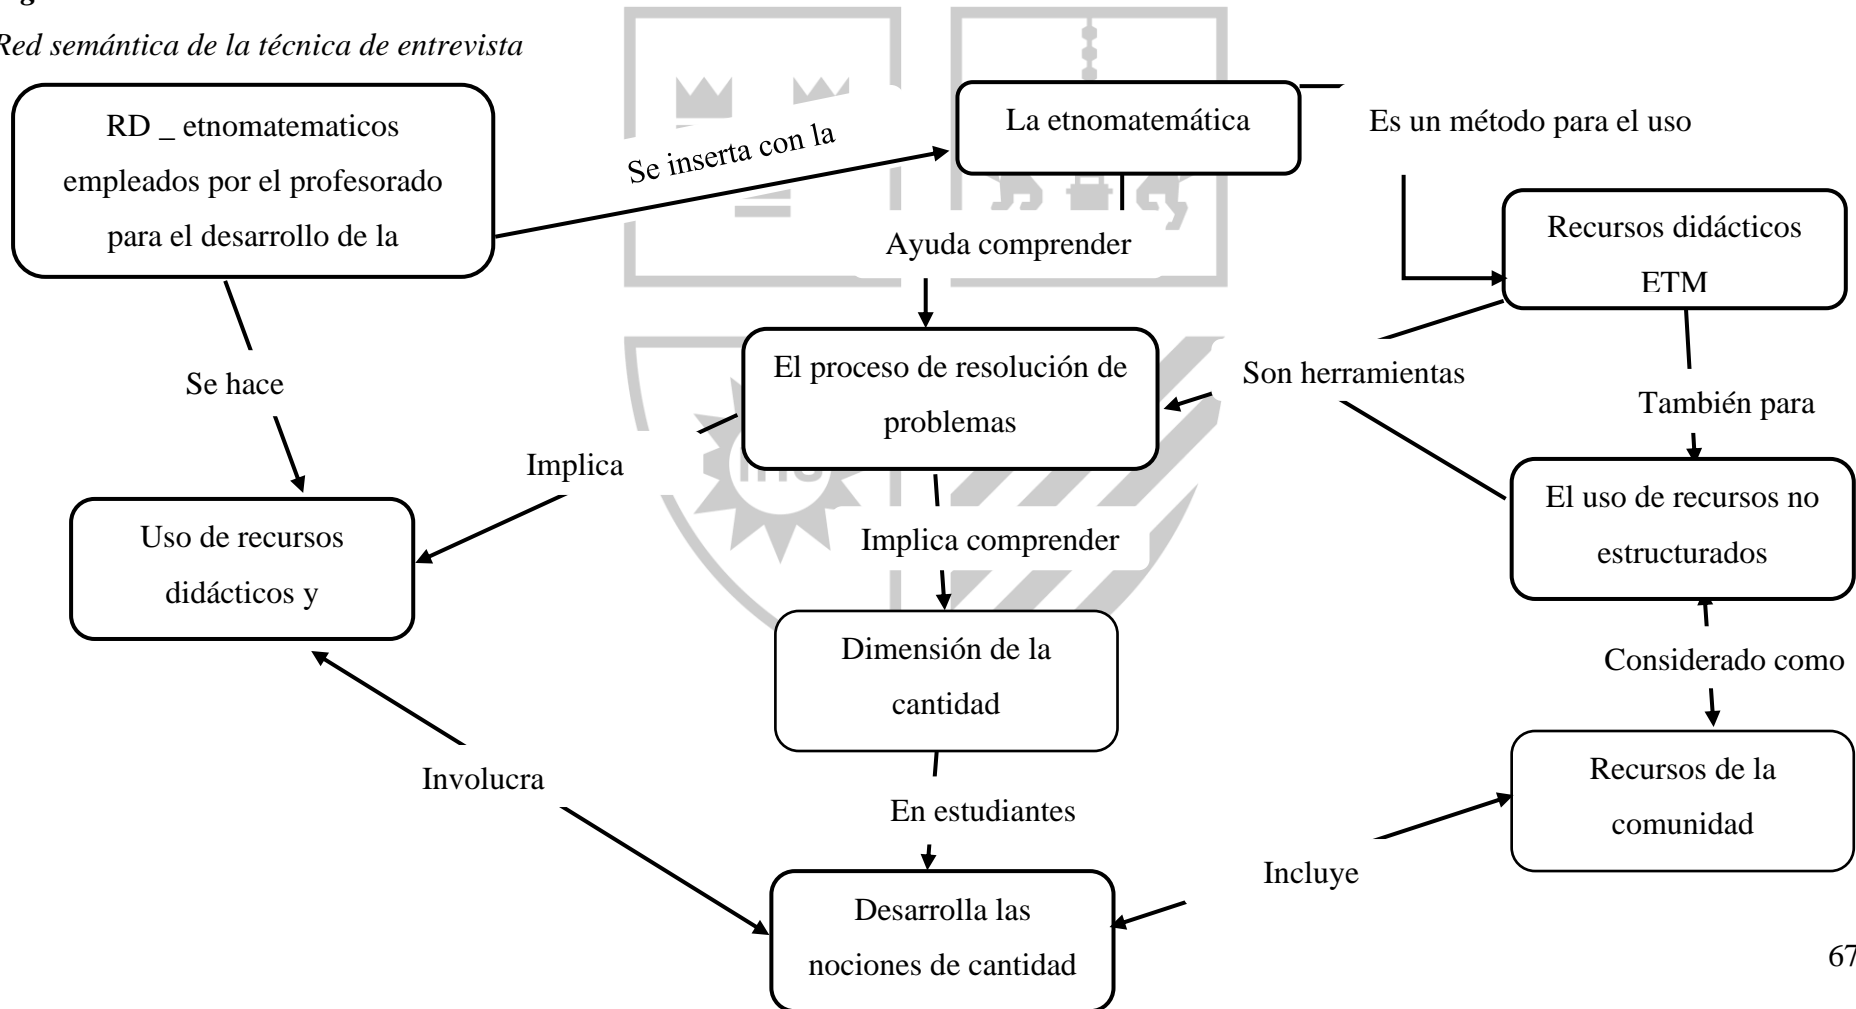 Red semántica de la técnica de entrevista
RD _ etnomatematicos
empleados por el profesorado
para el desarrollo de la
Se inserta con la
La etnomatemática
Es un método para el uso
Recursos didácticos
ETM
Ayuda comprender
El proceso de resolución de
problemas
Son herramientas
También para
Se hace
Implica
El uso de recursos no
estructurados
Uso de recursos
didácticos y
Implica comprender
Dimensión de la
cantidad
Considerado como
Recursos de la
comunidad
Involucra
En estudiantes
Incluye
Desarrolla las
nociones de cantidad
67